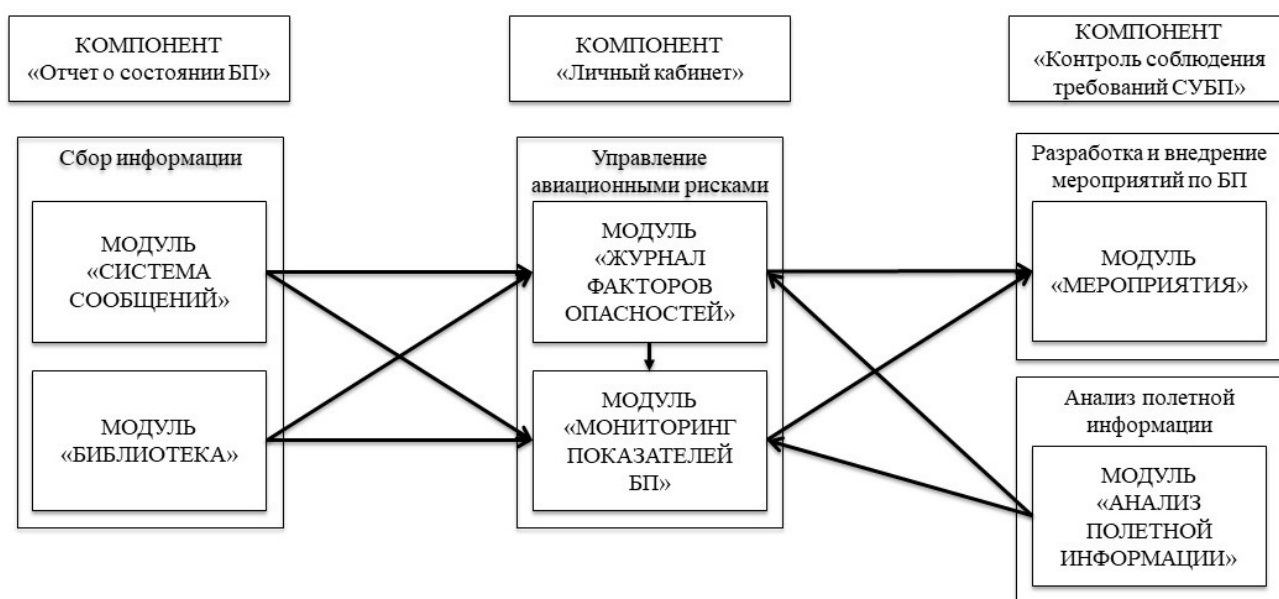 КОМПОНЕНТ
«Отчет о состоянии БП»
КОМПОНЕНТ
«Личный кабинет»
КОМПОНЕНТ
«Контроль соблюдения
требований СУБП»
Сбор информации
МОДУЛЬ
«СИСТЕМА
СООБЩЕНИЙ»
МОДУЛЬ
«БИБЛИОТЕКА»
Управление
авиационными рисками
МОДУЛЬ
«ЖУРНАЛ
ФАКТОРОВ
ОПАСНОСТЕЙ»
МОДУЛЬ
«МОНИТОРИНГ
ПОКАЗАТЕЛЕЙ
БП»
Разработка и внедрение
мероприятий по БП
МОДУЛЬ
«МЕРОПРИЯТИЯ»
Анализ полетной
информации
МОДУЛЬ
«АНАЛИЗ
ПОЛЕТНОЙ
ИНФОРМАЦИИ»